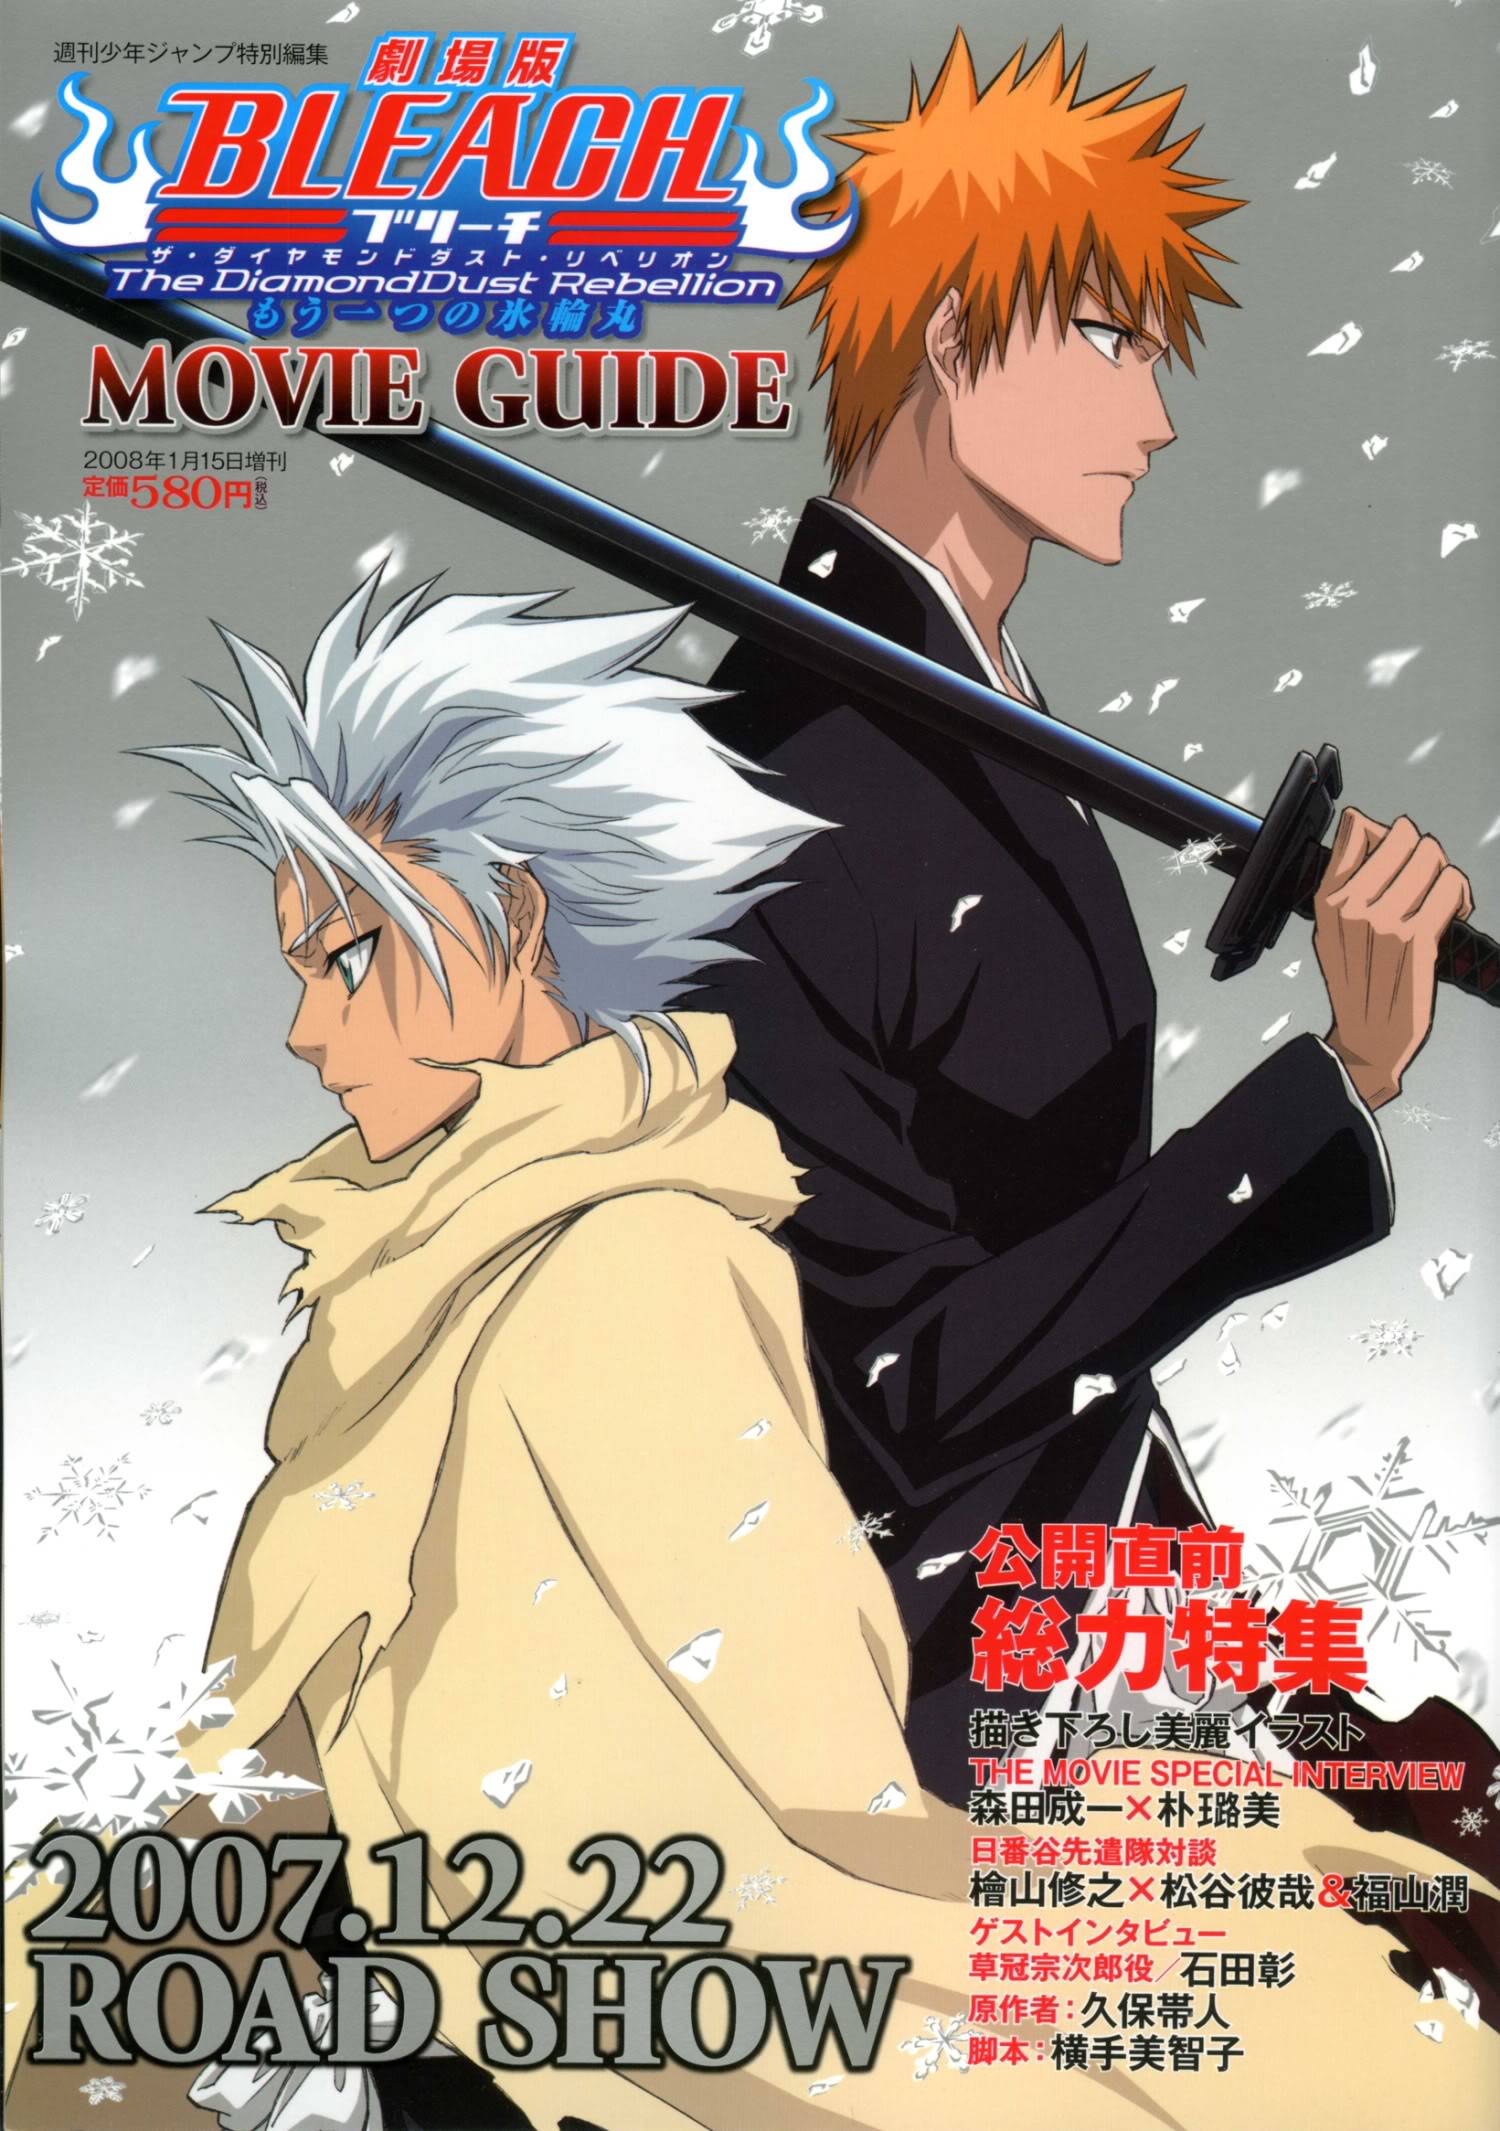 週刊少年ジャンプ特別編集
劇場版
BLEACH
ブリーチ
ザ・ダイヤモンドダスト・リベリオン
The DiamondDust Rebellion
もう一つの氷輪丸
MOVIE GUIDE
2008年1月15日増刊
定価580円(税込)
公開直前
総力特集
描き下ろし美麗イラスト
THE MOVIE SPECIAL INTERVIEW
森田成一×朴璐美
日番谷先遣隊対談
檜山修之×松谷彼哉&福山潤
ゲストインタビュー
草冠宗次郎役/石田彰
原作者:久保帯人
脚本:横手美智子
2007.12.22
ROAD SHOW